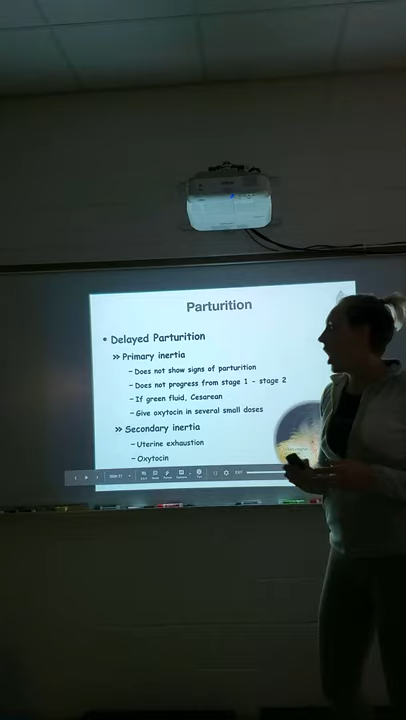 Parturition
• Delayed Parturition
» Primary inertia
– Does not show signs of parturition
– Does not progress from stage 1 - stage 2
– If green fluid, Cesarean
– Give oxytocin in several small doses
» Secondary inertia
– Uterine exhaustion
– Oxytocin
EXIT